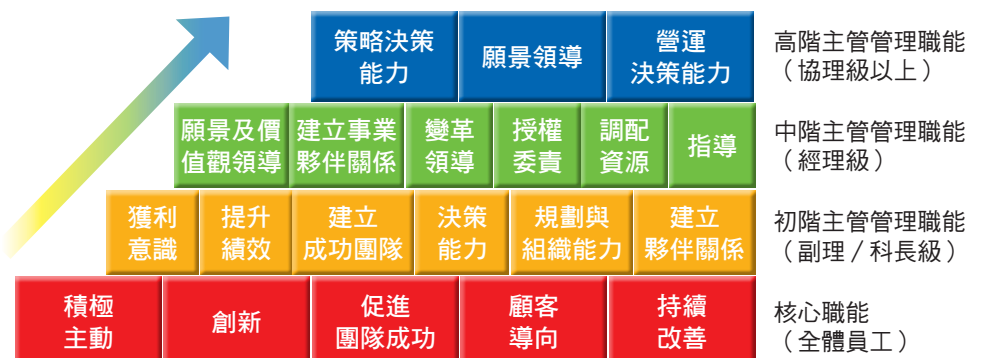 策略決策
能力
願景領導
營運
決策能力
高階主管管理職能
（協理級以上）
願景及價
值觀領導
建立事業
夥伴關係
變革
領導
授權
委責
調配
資源
指導
中階主管管理職能
（經理級）
獲利
意識
提升
績效
建立
成功團隊
決策
能力
規劃與
組織能力
建立
夥伴關係
初階主管管理職能
（副理／科長級）
積極
主動
創新
促進
團隊成功
顧客
導向
持續
改善
核心職能
（全體員工）